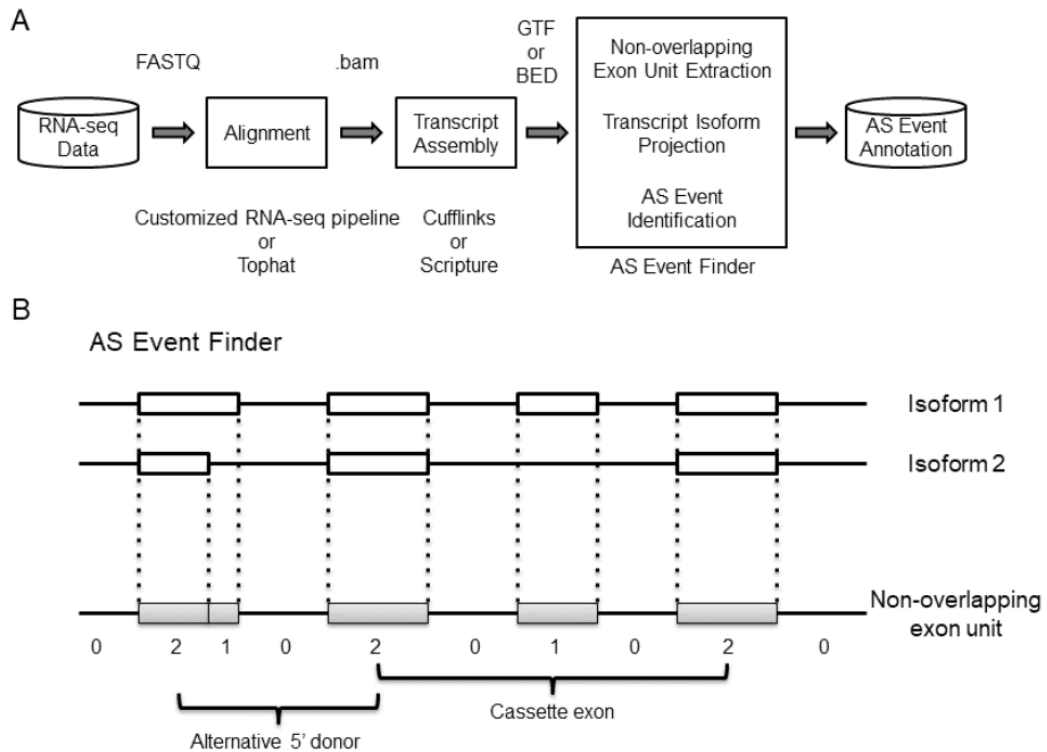 A
FASTQ
.bam
GTF
or
BED
RNA-seq
Data
Alignment
Transcript
Assembly
Non-overlapping
Exon Unit Extraction
Transcript Isoform
Projection
AS Event
Identification
AS Event
Annotation
Customized RNA-seq pipeline
or
Tophat
Cufflinks
or
Scripture
AS Event Finder
B
AS Event Finder
Isoform 1
Isoform 2
Non-overlapping
exon unit
0 2 1 0 2 0 1 0 2 0
Cassette exon
Alternative 5' donor